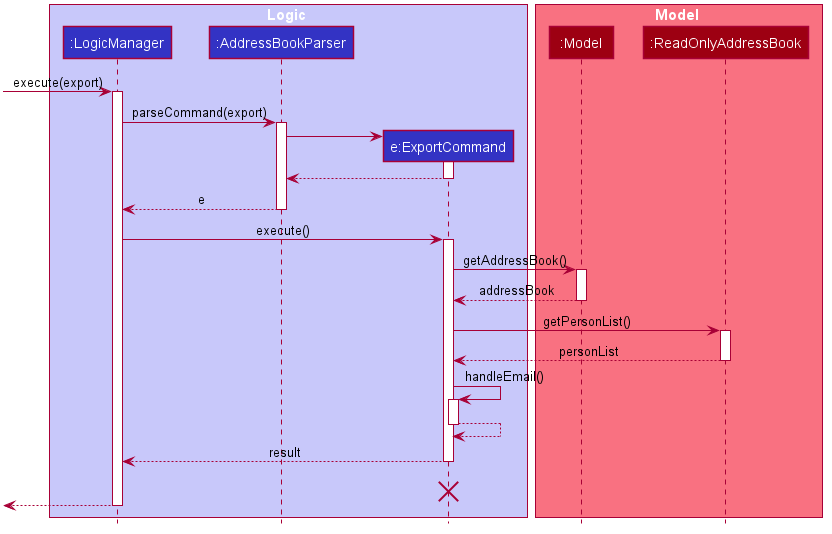 Logic
Model
:LogicManager
:AddressBookParser
:Model
:ReadOnlyAddressBook
execute(export)
parseCommand(export)
e:ExportCommand
e
execute()
getAddressBook()
addressBook
getPersonList()
personList
handleEmail()
result